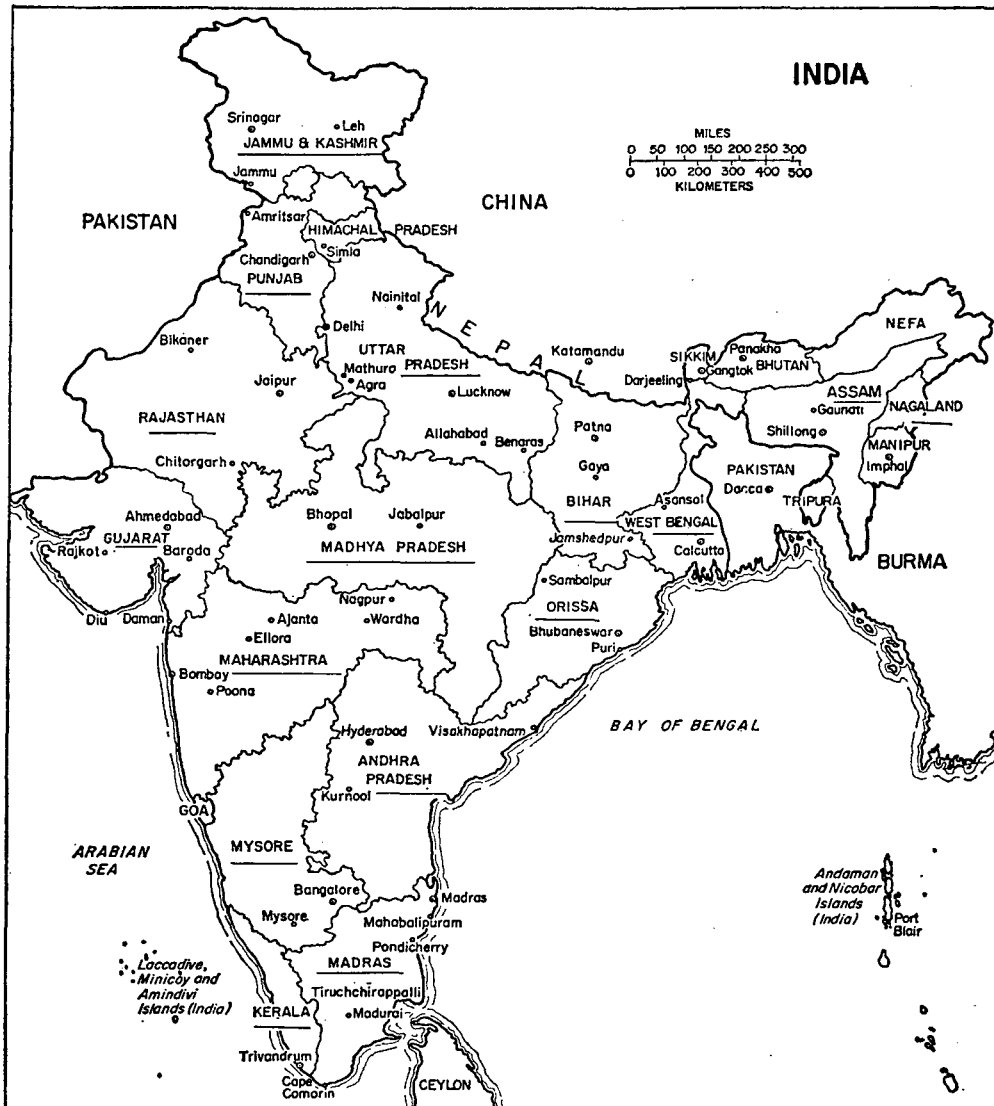 INDIA
MILES
0 50 100 150 200 250 300
0 100 200 300 400 500
KILOMETERS
Srinagar
Leh
JAMMU & KASHMIR
Jammu
PAKISTAN
CHINA
Amritsar
HIMACHAL PRADESH
Simla
Chandigarh
PUNJAB
Nainital
NEPAL
Delhi
Bikaner
UTTAR
PRADESH
Mathura
Agra
Jaipur
Lucknow
Katamandu
SIKKIM
Gangtok
Darjeeling
Panakha
BHUTAN
NEFA
ASSAM
Gaunati
NAGALAND
Shillong
MANIPUR
Imphal
RAJASTHAN
Allahabad
Benaras
Patna
Chitorgarh
Gaya
BIHAR
PAKISTAN
Dacca
TRIPURA
Asansol
WEST BENGAL
Jamshedpur
Calcutta
BURMA
Ahmedabad
GUJARAT
Rajkot
Baroda
Bhopal
Jabalpur
MADHYA PRADESH
Sambalpur
ORISSA
Bhubaneswar
Puri
Diu
Daman
Nagpur
Ajanta
Wardha
Ellora
MAHARASHTRA
Bombay
Poona
BAY OF BENGAL
Visakhapatnam
Hyderabad
ANDHRA
PRADESH
Kurnool
GOA
ARABIAN
SEA
MYSORE
Bangalore
Mysore
Madras
Mahabalipuram
Pondicherry
MADRAS
Tiruchchirappalli
Madurai
KERALA
Trivandrum
Cape
Comorin
CEYLON
Laccadive,
Minicoy and
Amindivi
Islands (India)
Andaman
and Nicobar
Islands
(India)
Port
Blair